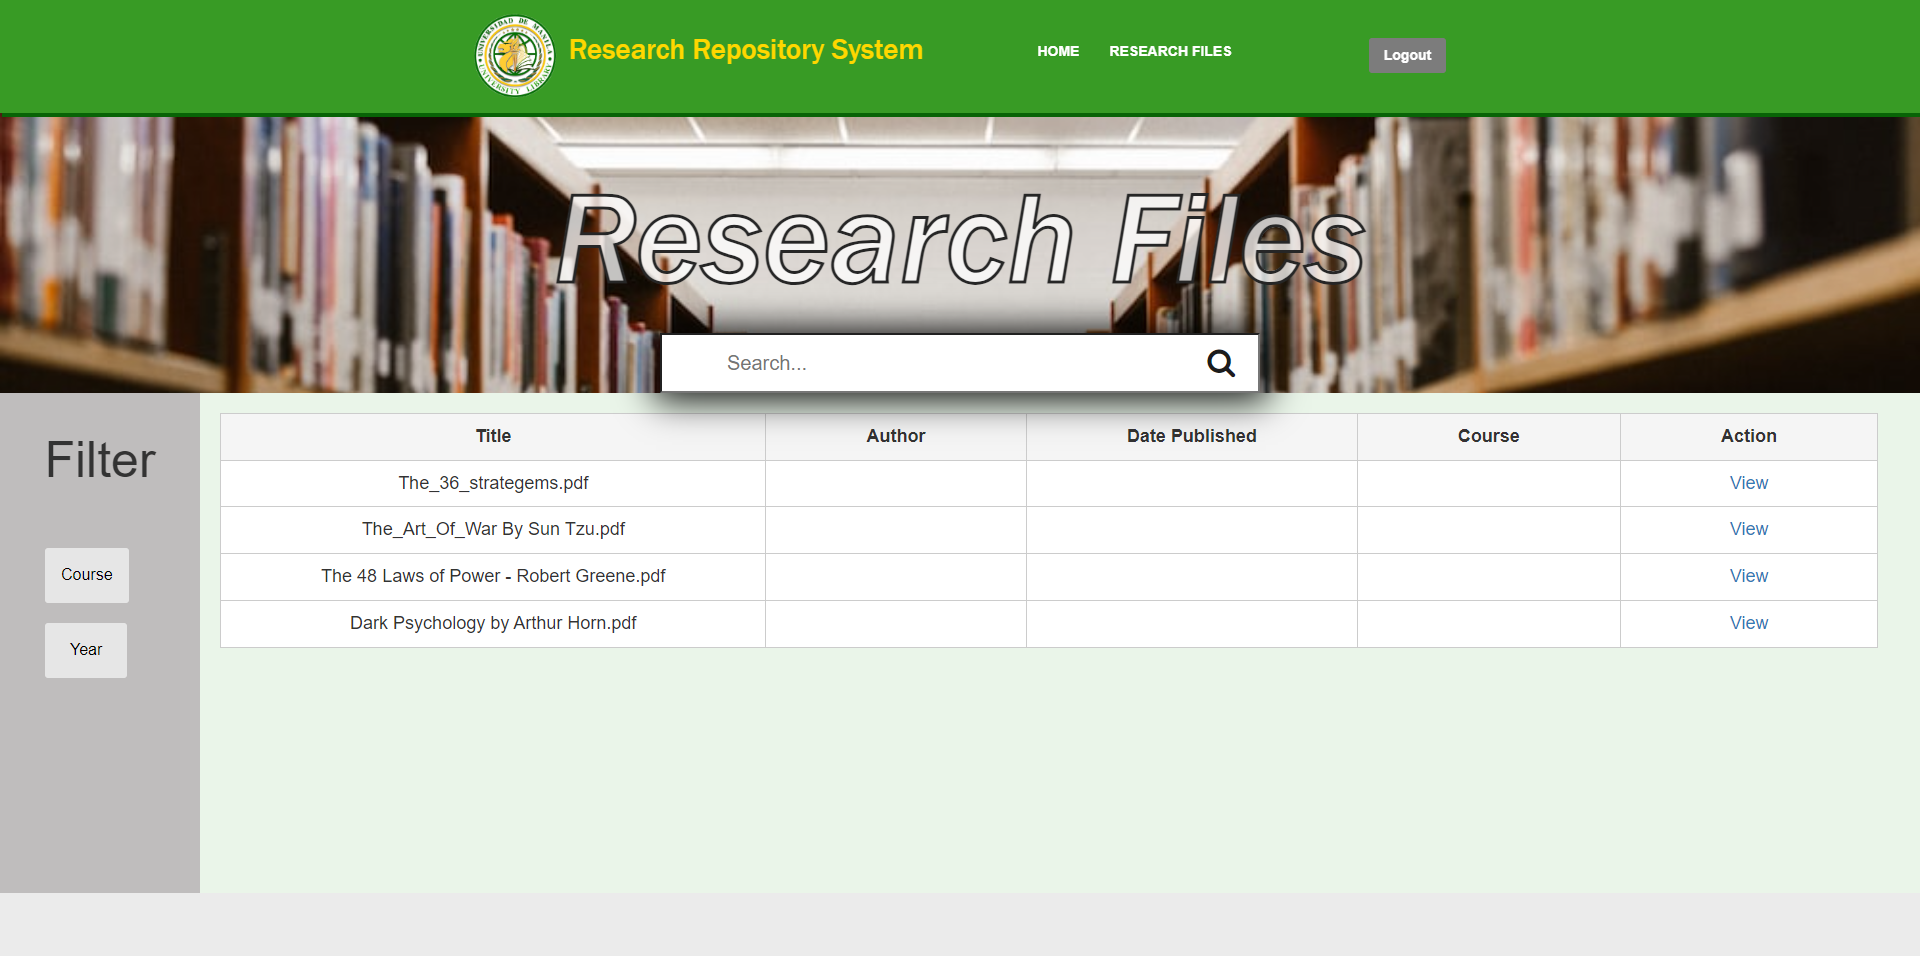 UNIVERSIDAD DE MANILA
UNIVERSITY LIBRARY
Research Repository System
HOME
RESEARCH FILES
Logout
Research Files
Search...
Filter
Course
Year
Title Author Date Published Course Action
The_36_strategems.pdf View
The_Art_Of_War By Sun Tzu.pdf View
The 48 Laws of Power - Robert Greene.pdf View
Dark Psychology by Arthur Horn.pdf View